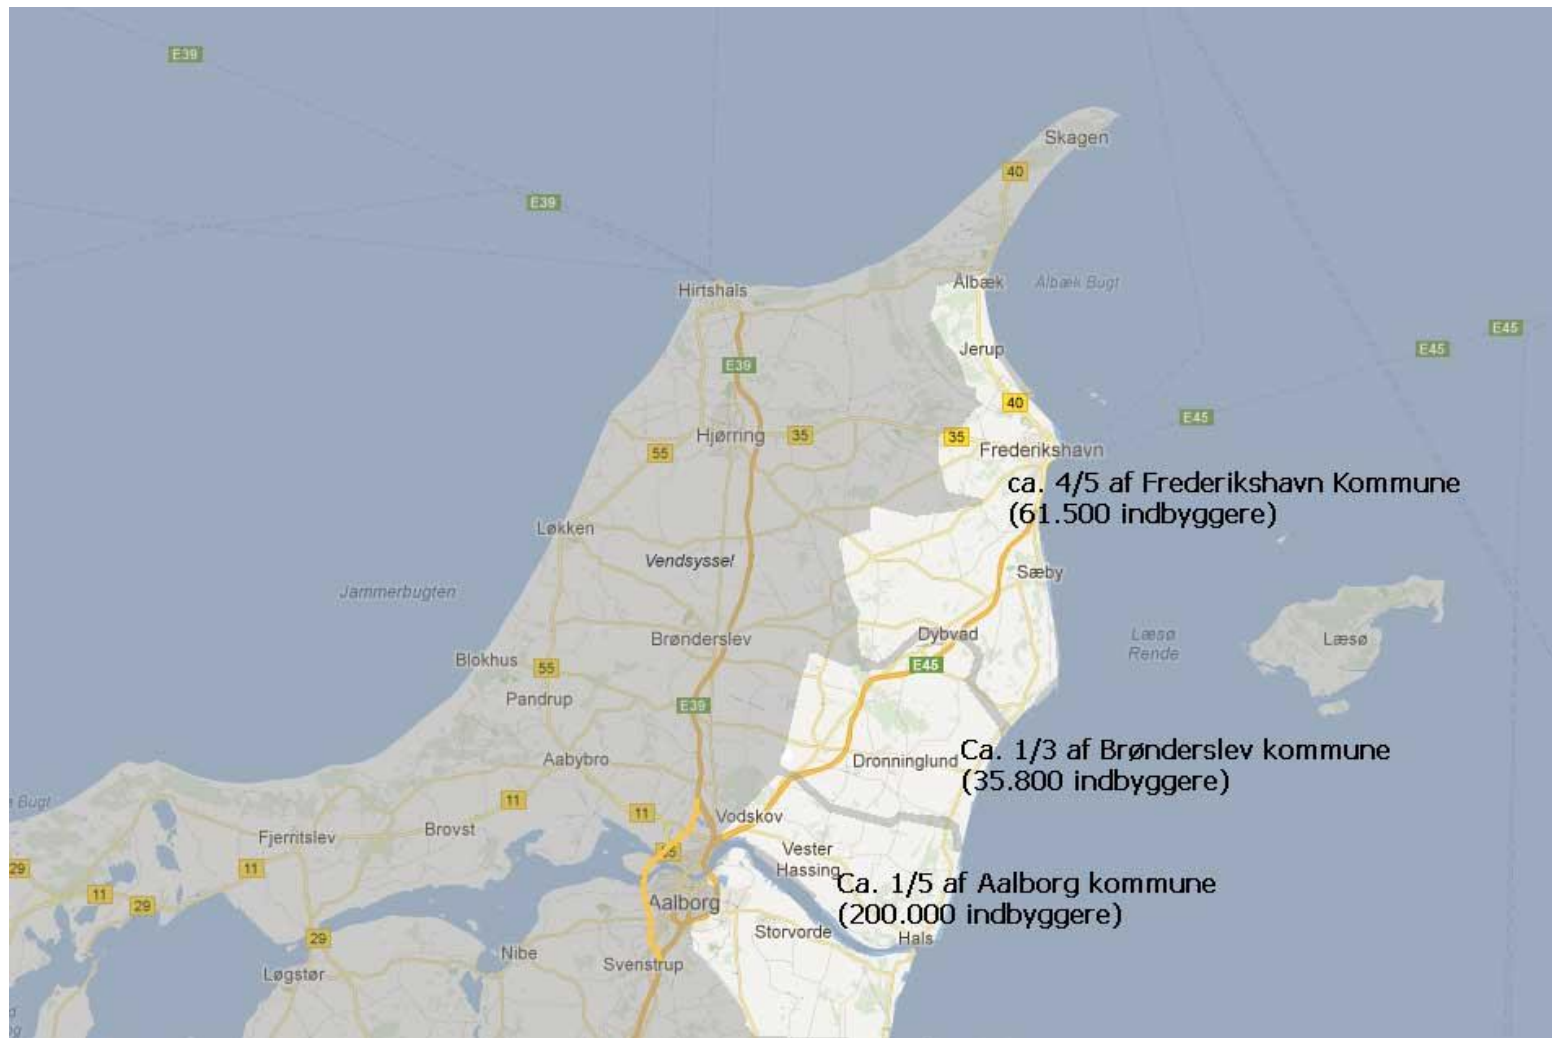 E39
Skagen
40
E39
Ålbæk
Ålbæk Bugt
Hirtshals
E45
Jerup
E45
E39
40
E45
Hjørring
35
35
Frederikshavn
55
ca. 4/5 af Frederikshavn Kommune
(61.500 indbyggere)
Løkken
Vendsyssel
Sæby
Jammerbugten
Brønderslev
Dybvad
Læsø
Rende
Læsø
Blokhus
55
E45
Pandrup
E39
Ca. 1/3 af Brønderslev kommune
(35.800 indbyggere)
Dronninglund
Aabybro
Bugt
11
11
Vodskov
Fjerritslev
Brovst
Vester
Hassing
29
11
Ca. 1/5 af Aalborg kommune
(200.000 indbyggere)
11
29
Aalborg
Storvorde
Hals
29
Nibe
Svenstrup
Løgstør